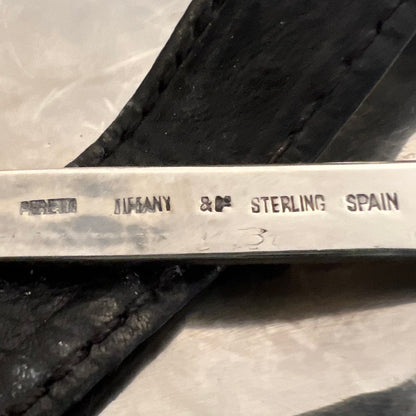 PERETTI TIFFANY & Co STERLING SPAIN